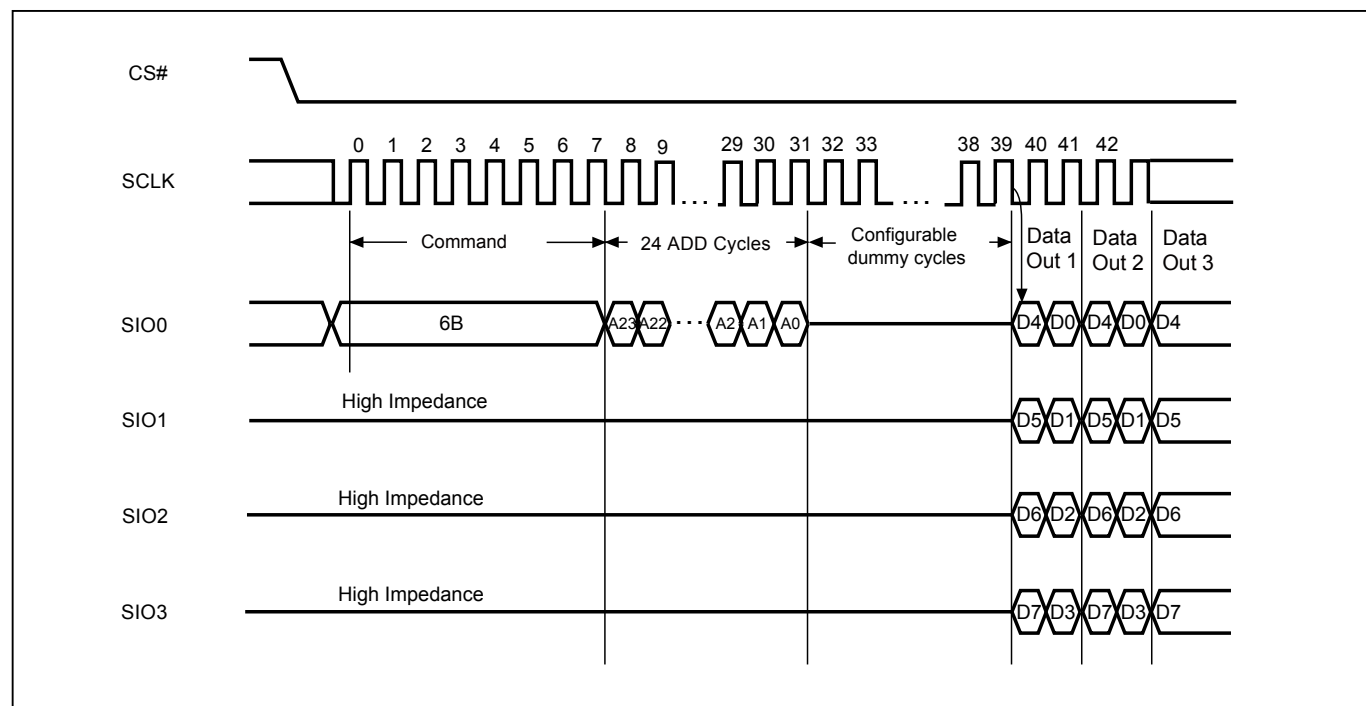 CS#
0 1 2 3 4 5 6 7 8 9 29 30 31 32 33 38 39 40 41 42
SCLK
. . . . . .
Command 24 ADD Cycles Configurable dummy cycles Data Out 1 Data Out 2 Data Out 3
SIO0 6B A23 A22 . . . A2 A1 A0 D4 D0 D4 D0 D4
High Impedance
SIO1 D5 D1 D5 D1 D5
High Impedance
SIO2 D6 D2 D6 D2 D6
High Impedance
SIO3 D7 D3 D7 D3 D7